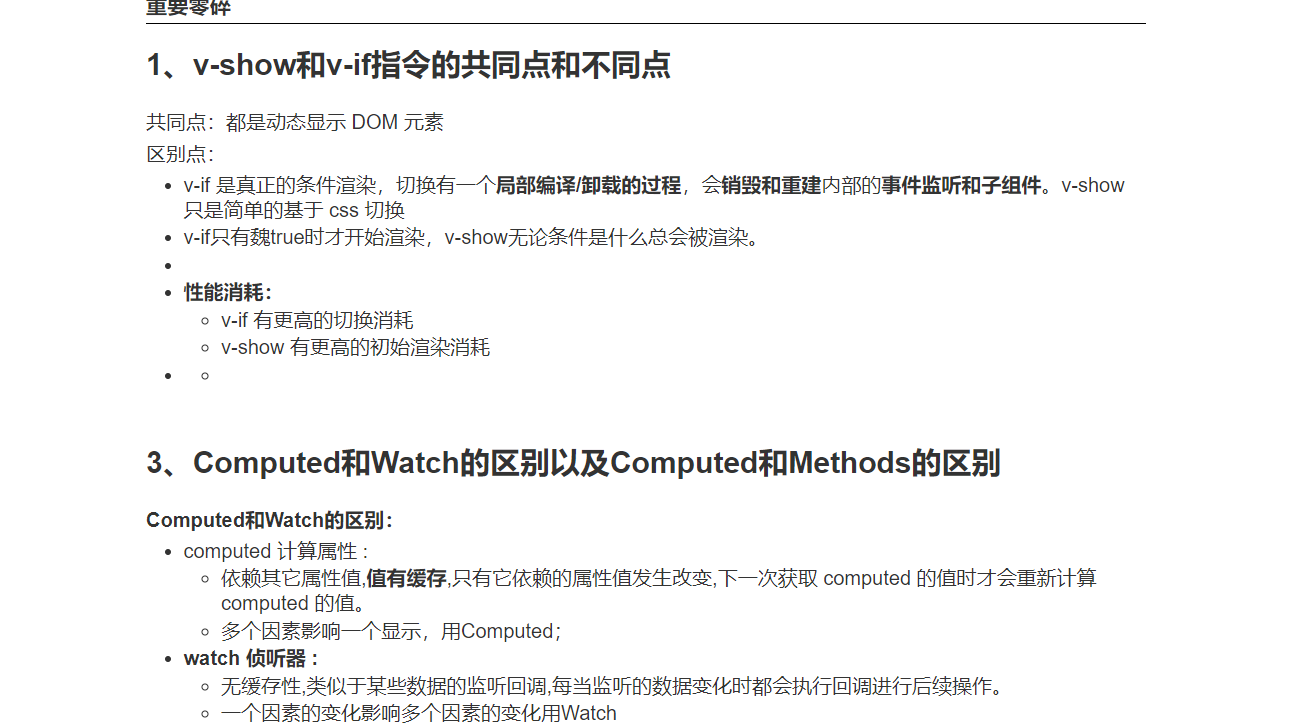 重要零碎
1、v-show和v-if指令的共同点和不同点
共同点：都是动态显示 DOM 元素
区别点：
v-if 是真正的条件渲染，切换有一个局部编译/卸载的过程，会销毁和重建内部的事件监听和子组件。v-show
只是简单的基于 css 切换
v-if只有魏true时才开始渲染，v-show无论条件是什么总会被渲染。
性能消耗：
v-if 有更高的切换消耗
v-show 有更高的初始渲染消耗
3、Computed和Watch的区别以及Computed和Methods的区别
Computed和Watch的区别：
computed 计算属性 :
依赖其它属性值,值有缓存,只有它依赖的属性值发生改变,下一次获取 computed 的值时才会重新计算
computed 的值。
多个因素影响一个显示，用Computed；
watch 侦听器 :
无缓存性,类似于某些数据的监听回调,每当监听的数据变化时都会执行回调进行后续操作。
一个因素的变化影响多个因素的变化用Watch